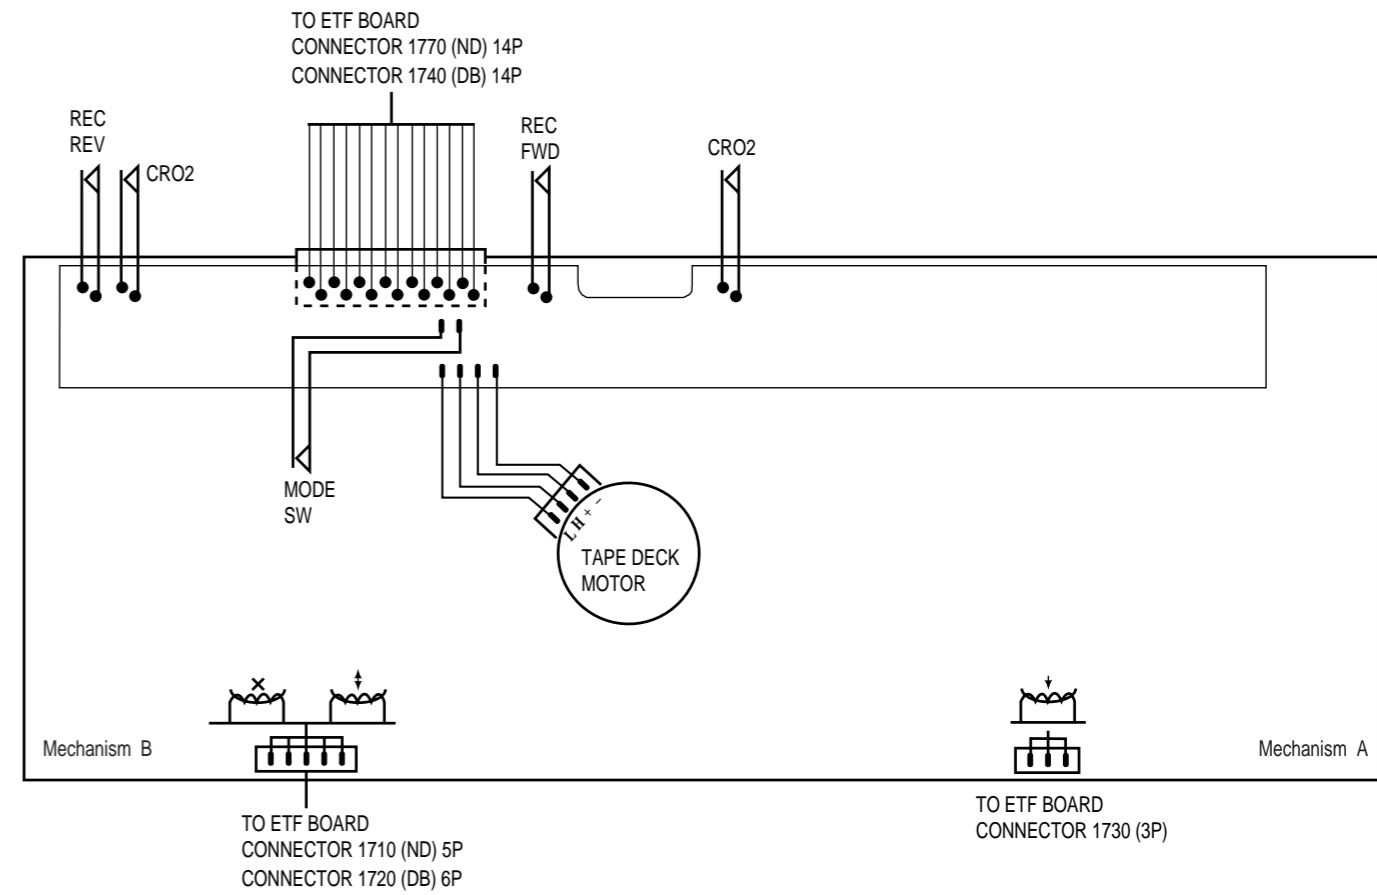 TO ETF BOARD
CONNECTOR 1770 (ND) 14P
CONNECTOR 1740 (DB) 14P
REC
REV
CRO2
REC
FWD
CRO2
MODE
SW
L H + -
TAPE DECK
MOTOR
Mechanism B
Mechanism A
TO ETF BOARD
CONNECTOR 1710 (ND) 5P
CONNECTOR 1720 (DB) 6P
TO ETF BOARD
CONNECTOR 1730 (3P)